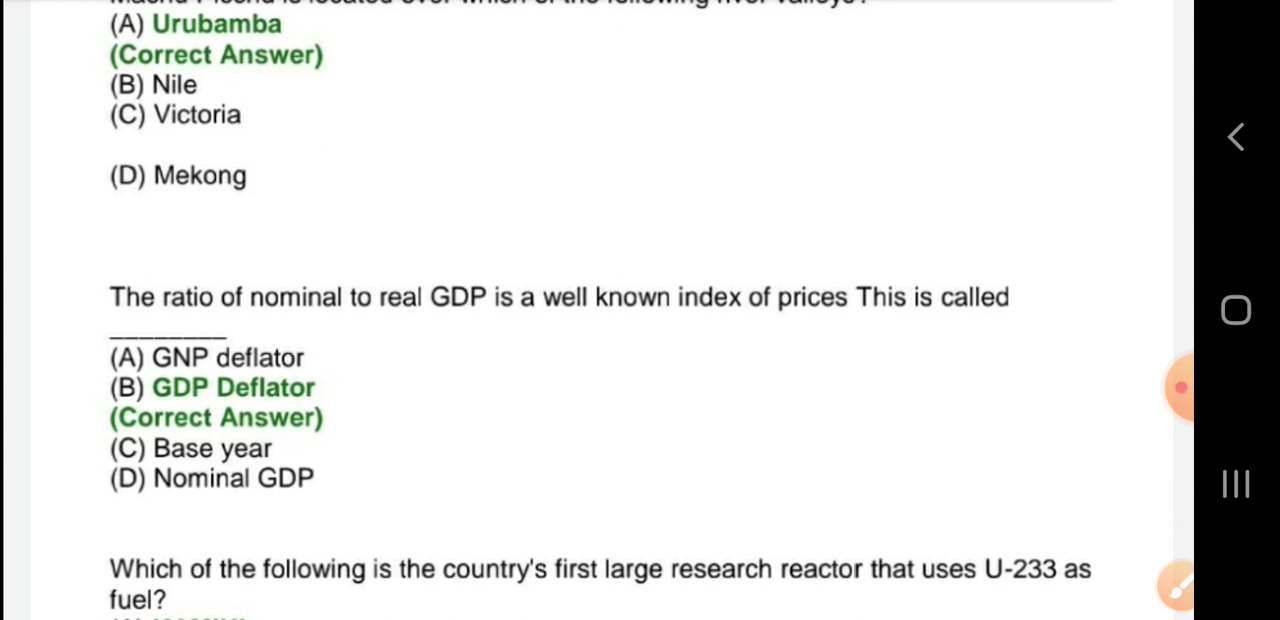 (A) Urubamba
(Correct Answer)
(B) Nile
(C) Victoria
(D) Mekong
The ratio of nominal to real GDP is a well known index of prices This is called
________
(A) GNP deflator
(B) GDP Deflator
(Correct Answer)
(C) Base year
(D) Nominal GDP
Which of the following is the country's first large research reactor that uses U-233 as
fuel?